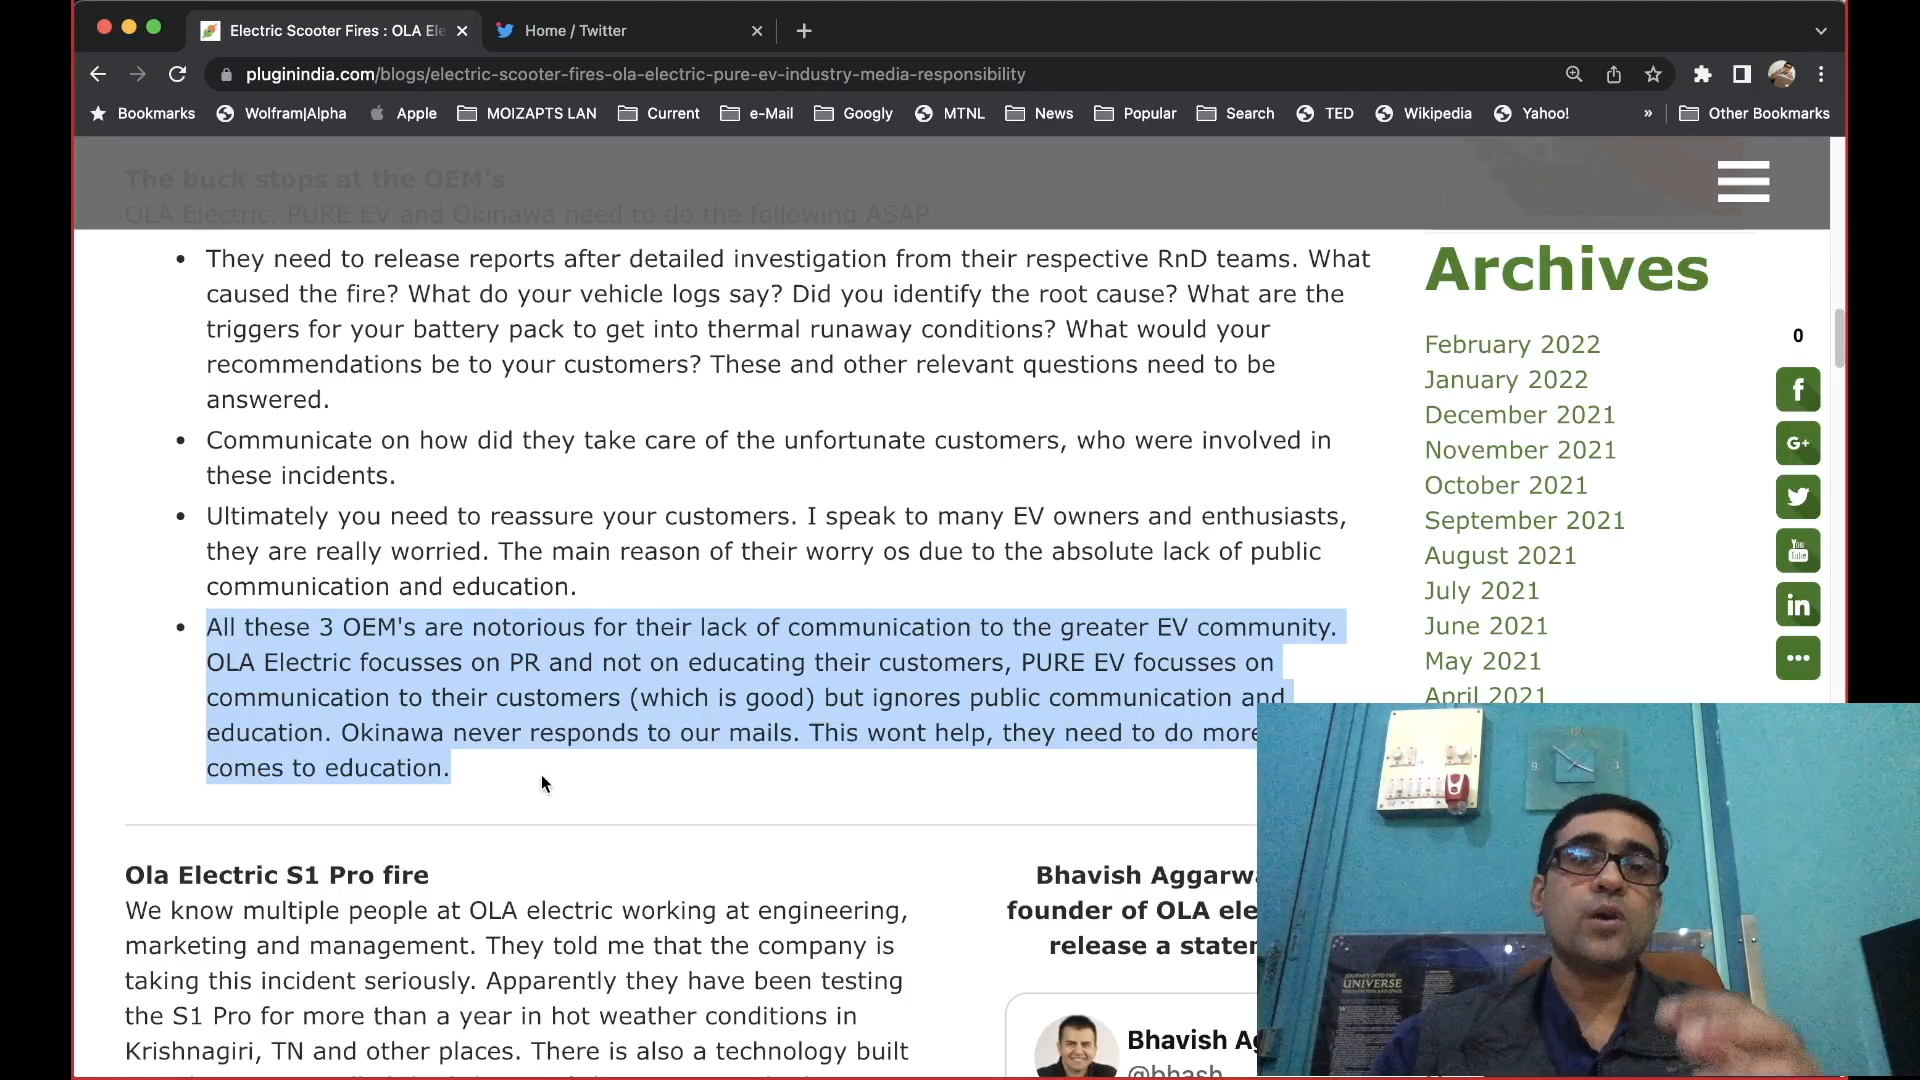 Electric Scooter Fires : OLA Ele
Home / Twitter
pluginindia.com/blogs/electric-scooter-fires-ola-electric-pure-ev-industry-media-responsibility
Bookmarks Wolfram|Alpha Apple MOIZAPTS LAN Current e-Mail Googly MTNL News Popular Search TED Wikipedia Yahoo! » Other Bookmarks
The buck stops at the OEM's
OLA Electric, PURE EV and Okinawa need to do the following ASAP
• They need to release reports after detailed investigation from their respective RnD teams. What
caused the fire? What do your vehicle logs say? Did you identify the root cause? What are the
triggers for your battery pack to get into thermal runaway conditions? What would your
recommendations be to your customers? These and other relevant questions need to be
answered.
• Communicate on how did they take care of the unfortunate customers, who were involved in
these incidents.
• Ultimately you need to reassure your customers. I speak to many EV owners and enthusiasts,
they are really worried. The main reason of their worry os due to the absolute lack of public
communication and education.
• All these 3 OEM's are notorious for their lack of communication to the greater EV community.
OLA Electric focusses on PR and not on educating their customers, PURE EV focusses on
communication to their customers (which is good) but ignores public communication and
education. Okinawa never responds to our mails. This wont help, they need to do more
comes to education.
Ola Electric S1 Pro fire
We know multiple people at OLA electric working at engineering,
marketing and management. They told me that the company is
taking this incident seriously. Apparently they have been testing
the S1 Pro for more than a year in hot weather conditions in
Krishnagiri, TN and other places. There is also a technology built
Bhavish Aggarwa
founder of OLA ele
release a staten
Bhavish Ag
@bhash
Archives
February 2022
January 2022
December 2021
November 2021
October 2021
September 2021
August 2021
July 2021
June 2021
May 2021
April 2021
0
f
G+
You
Tube
in
12
9 3
JOURNEY INTO THE
UNIVERSE